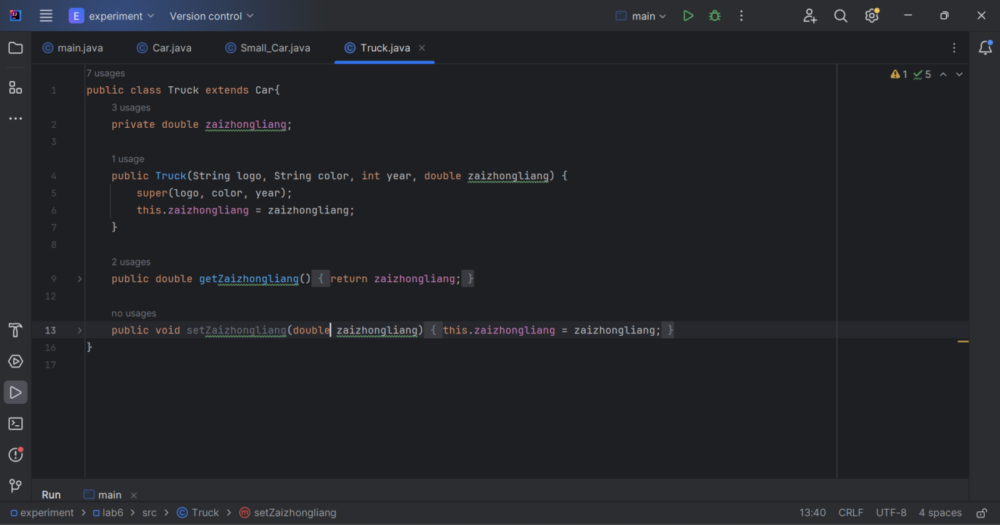 E experiment Version control main
main.java Car.java Small_Car.java Truck.java
7 usages 1 5
1 public class Truck extends Car{
3 usages
2 private double zaizhongliang;
3
1 usage
4 public Truck(String logo, String color, int year, double zaizhongliang) {
5 super(logo, color, year);
6 this.zaizhongliang = zaizhongliang;
7 }
8
2 usages
9 public double getZaizhongliang() { return zaizhongliang; }
12
no usages
13 public void setZaizhongliang(double zaizhongliang) { this.zaizhongliang = zaizhongliang; }
16 }
17
Run main
experiment > lab6 > src > Truck > setZaizhongliang 13:40 CRLF UTF-8 4 spaces